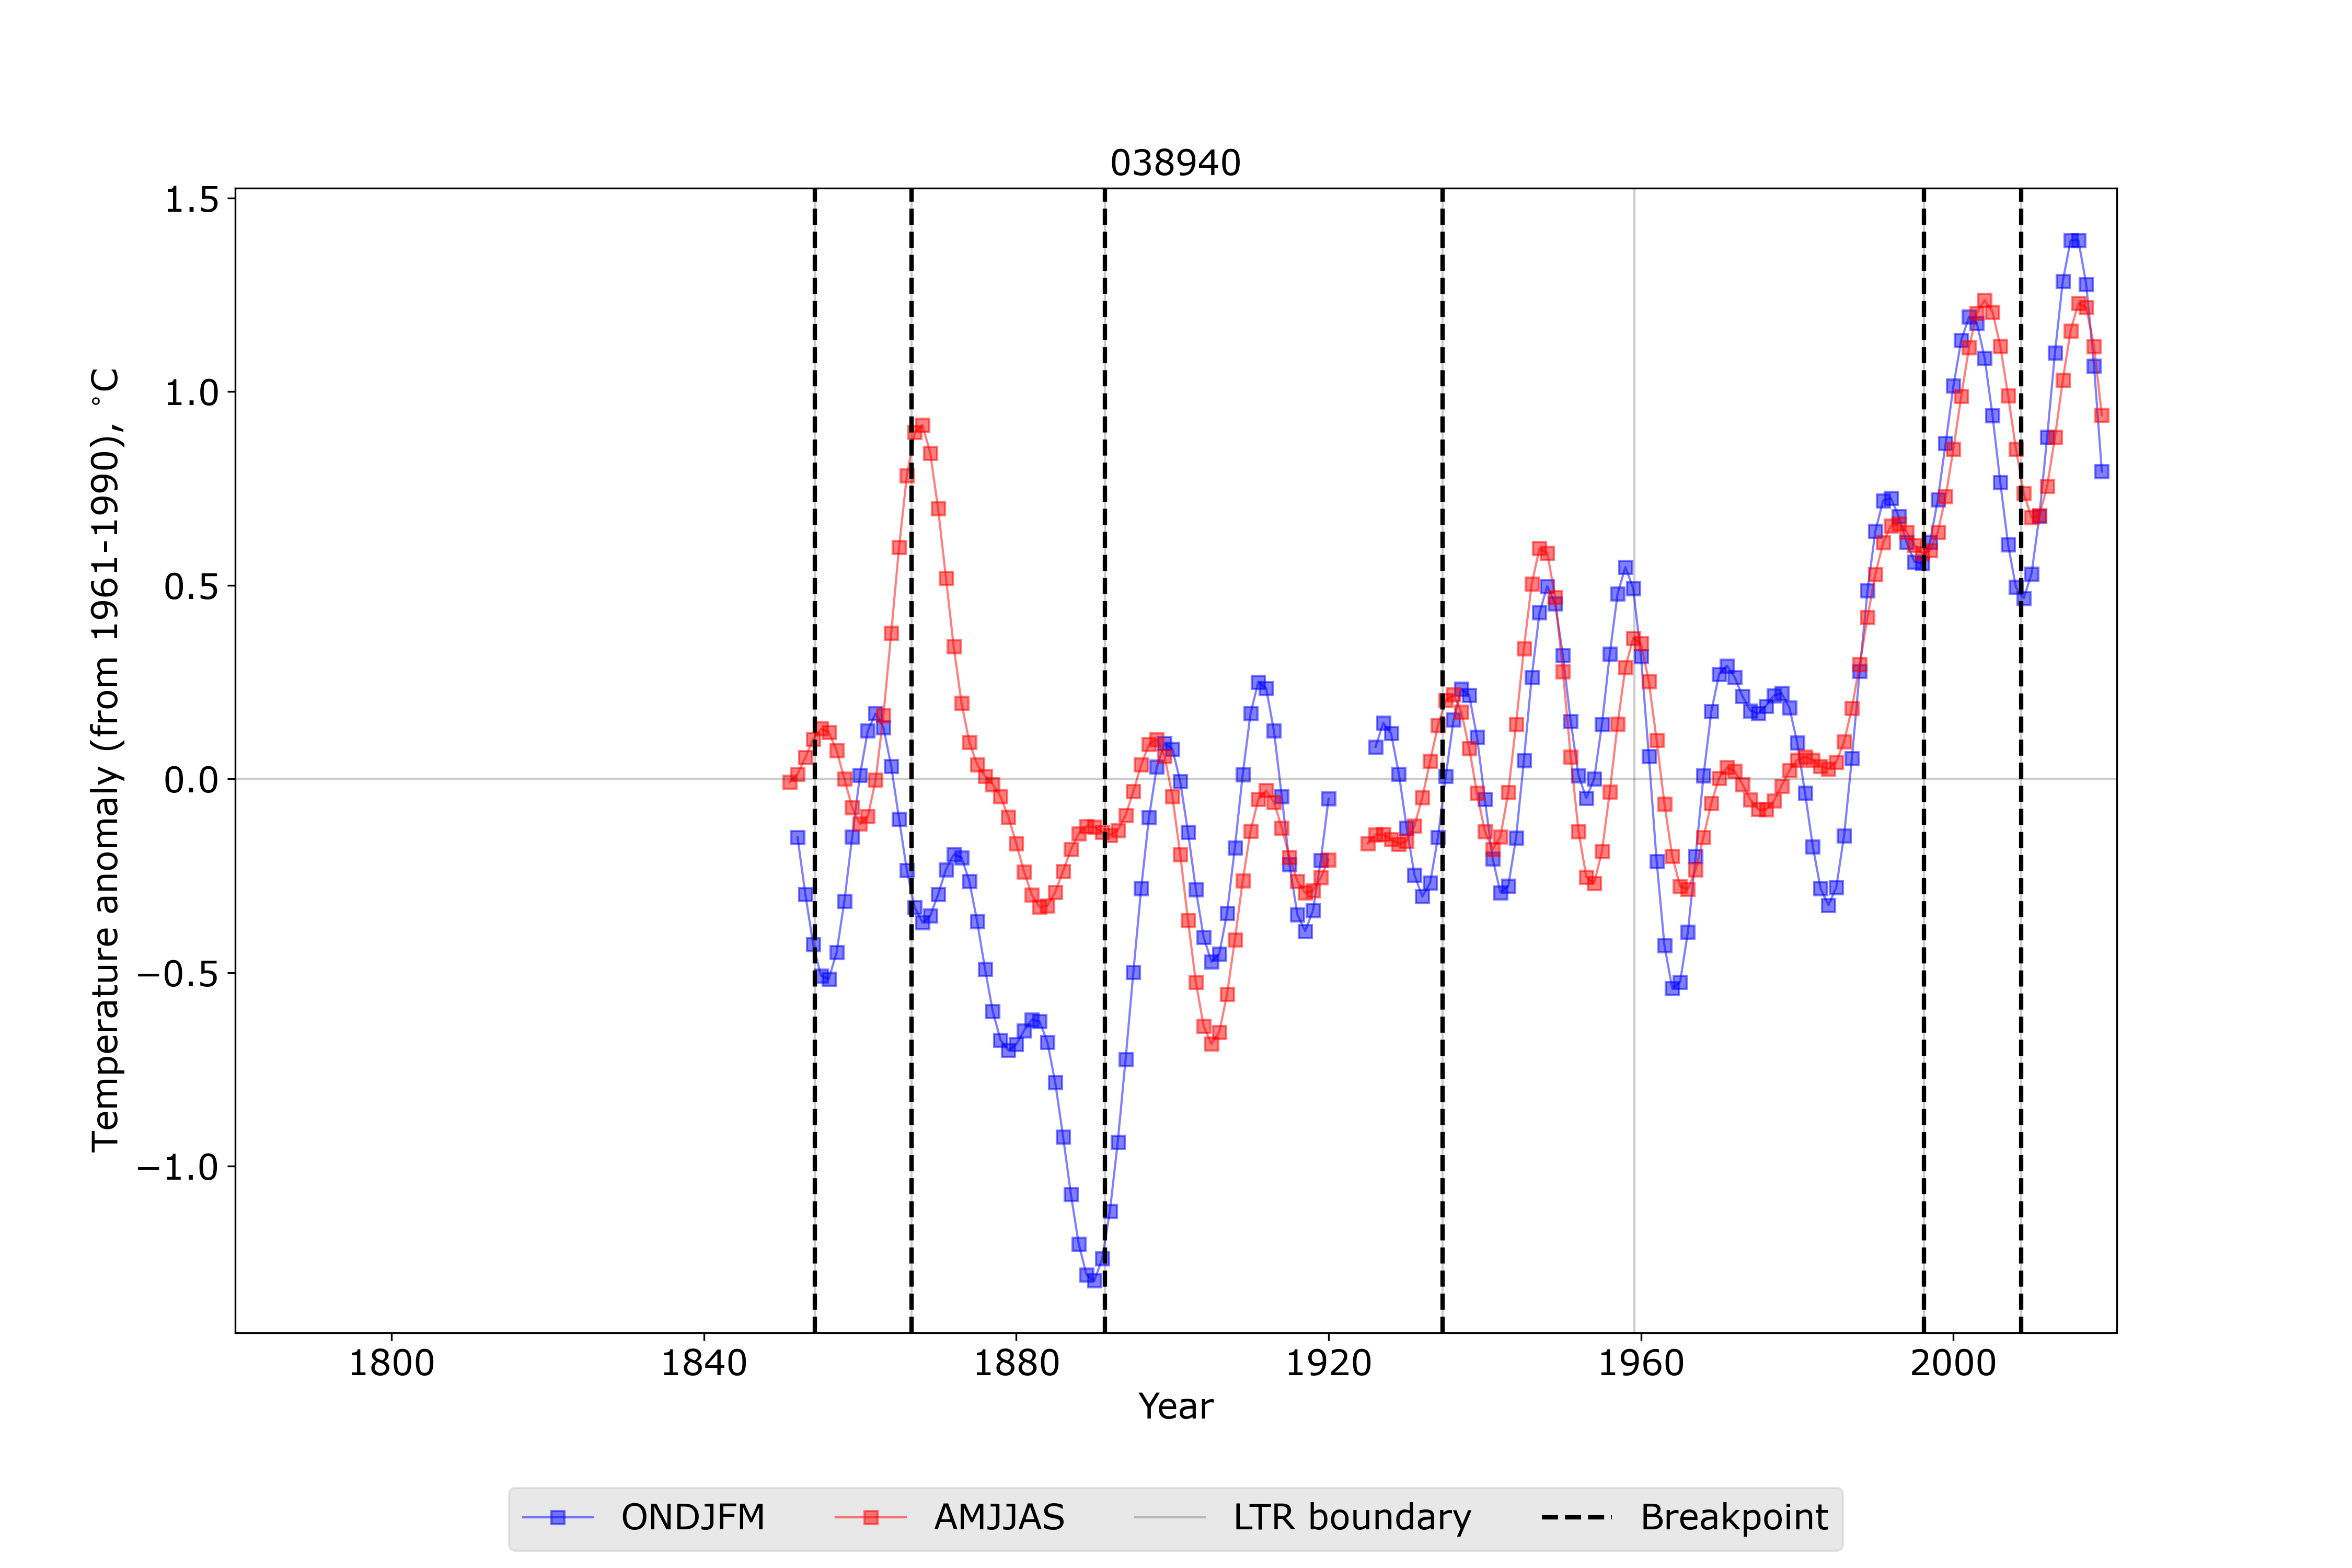 038940
1.5
1.0
0.5
0.0
−0.5
−1.0
Temperature anomaly (from 1961-1990), °C
1800 1840 1880 1920 1960 2000
Year
ONDJFM AMJJAS LTR boundary Breakpoint